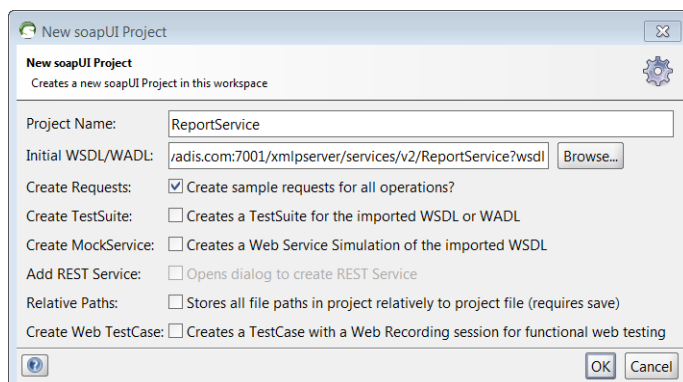 New soapUI Project
New soapUI Project
Creates a new soapUI Project in this workspace
Project Name: ReportService
Initial WSDL/WADL: /adis.com:7001/xmlpserver/services/v2/ReportService?wsdl Browse...
Create Requests: Create sample requests for all operations?
Create TestSuite: Creates a TestSuite for the imported WSDL or WADL
Create MockService: Creates a Web Service Simulation of the imported WSDL
Add REST Service: Opens dialog to create REST Service
Relative Paths: Stores all file paths in project relatively to project file (requires save)
Create Web TestCase: Creates a TestCase with a Web Recording session for functional web testing
? OK Cancel